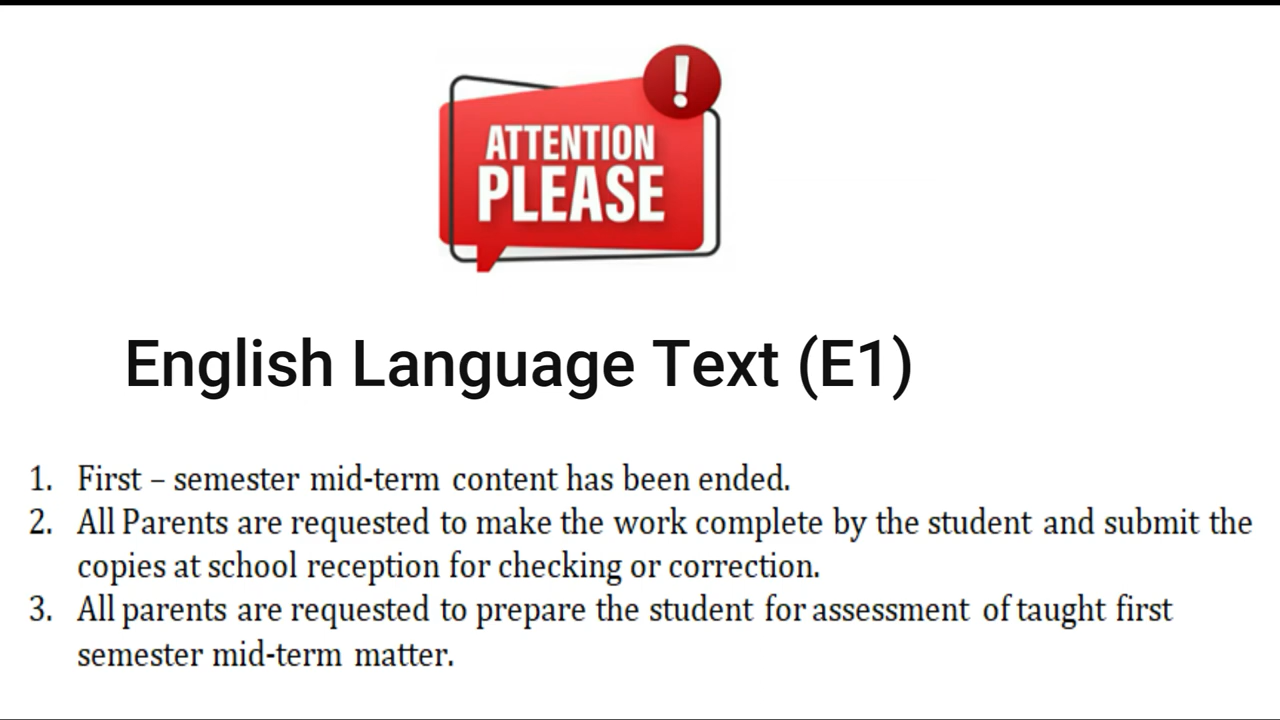 !
ATTENTION
PLEASE
English Language Text (E1)
1. First – semester mid-term content has been ended.
2. All Parents are requested to make the work complete by the student and submit the
copies at school reception for checking or correction.
3. All parents are requested to prepare the student for assessment of taught first
semester mid-term matter.